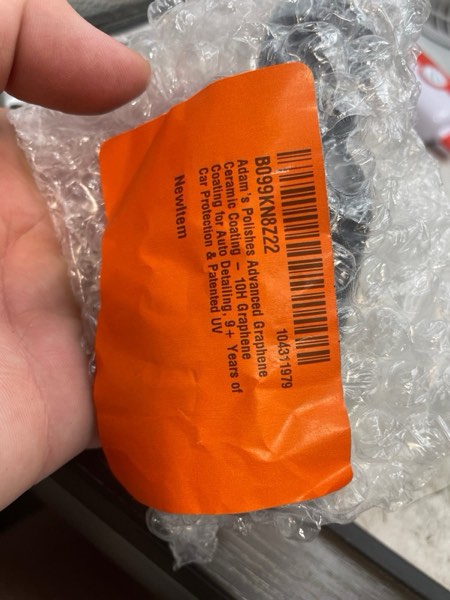 104311979
B099KN8Z22
Adam's Polishes Advanced Graphene
Ceramic Coating - 10H Graphene
Coating for Auto Detailing, 9+ Years of
Car Protection & Patented UV
NewItem